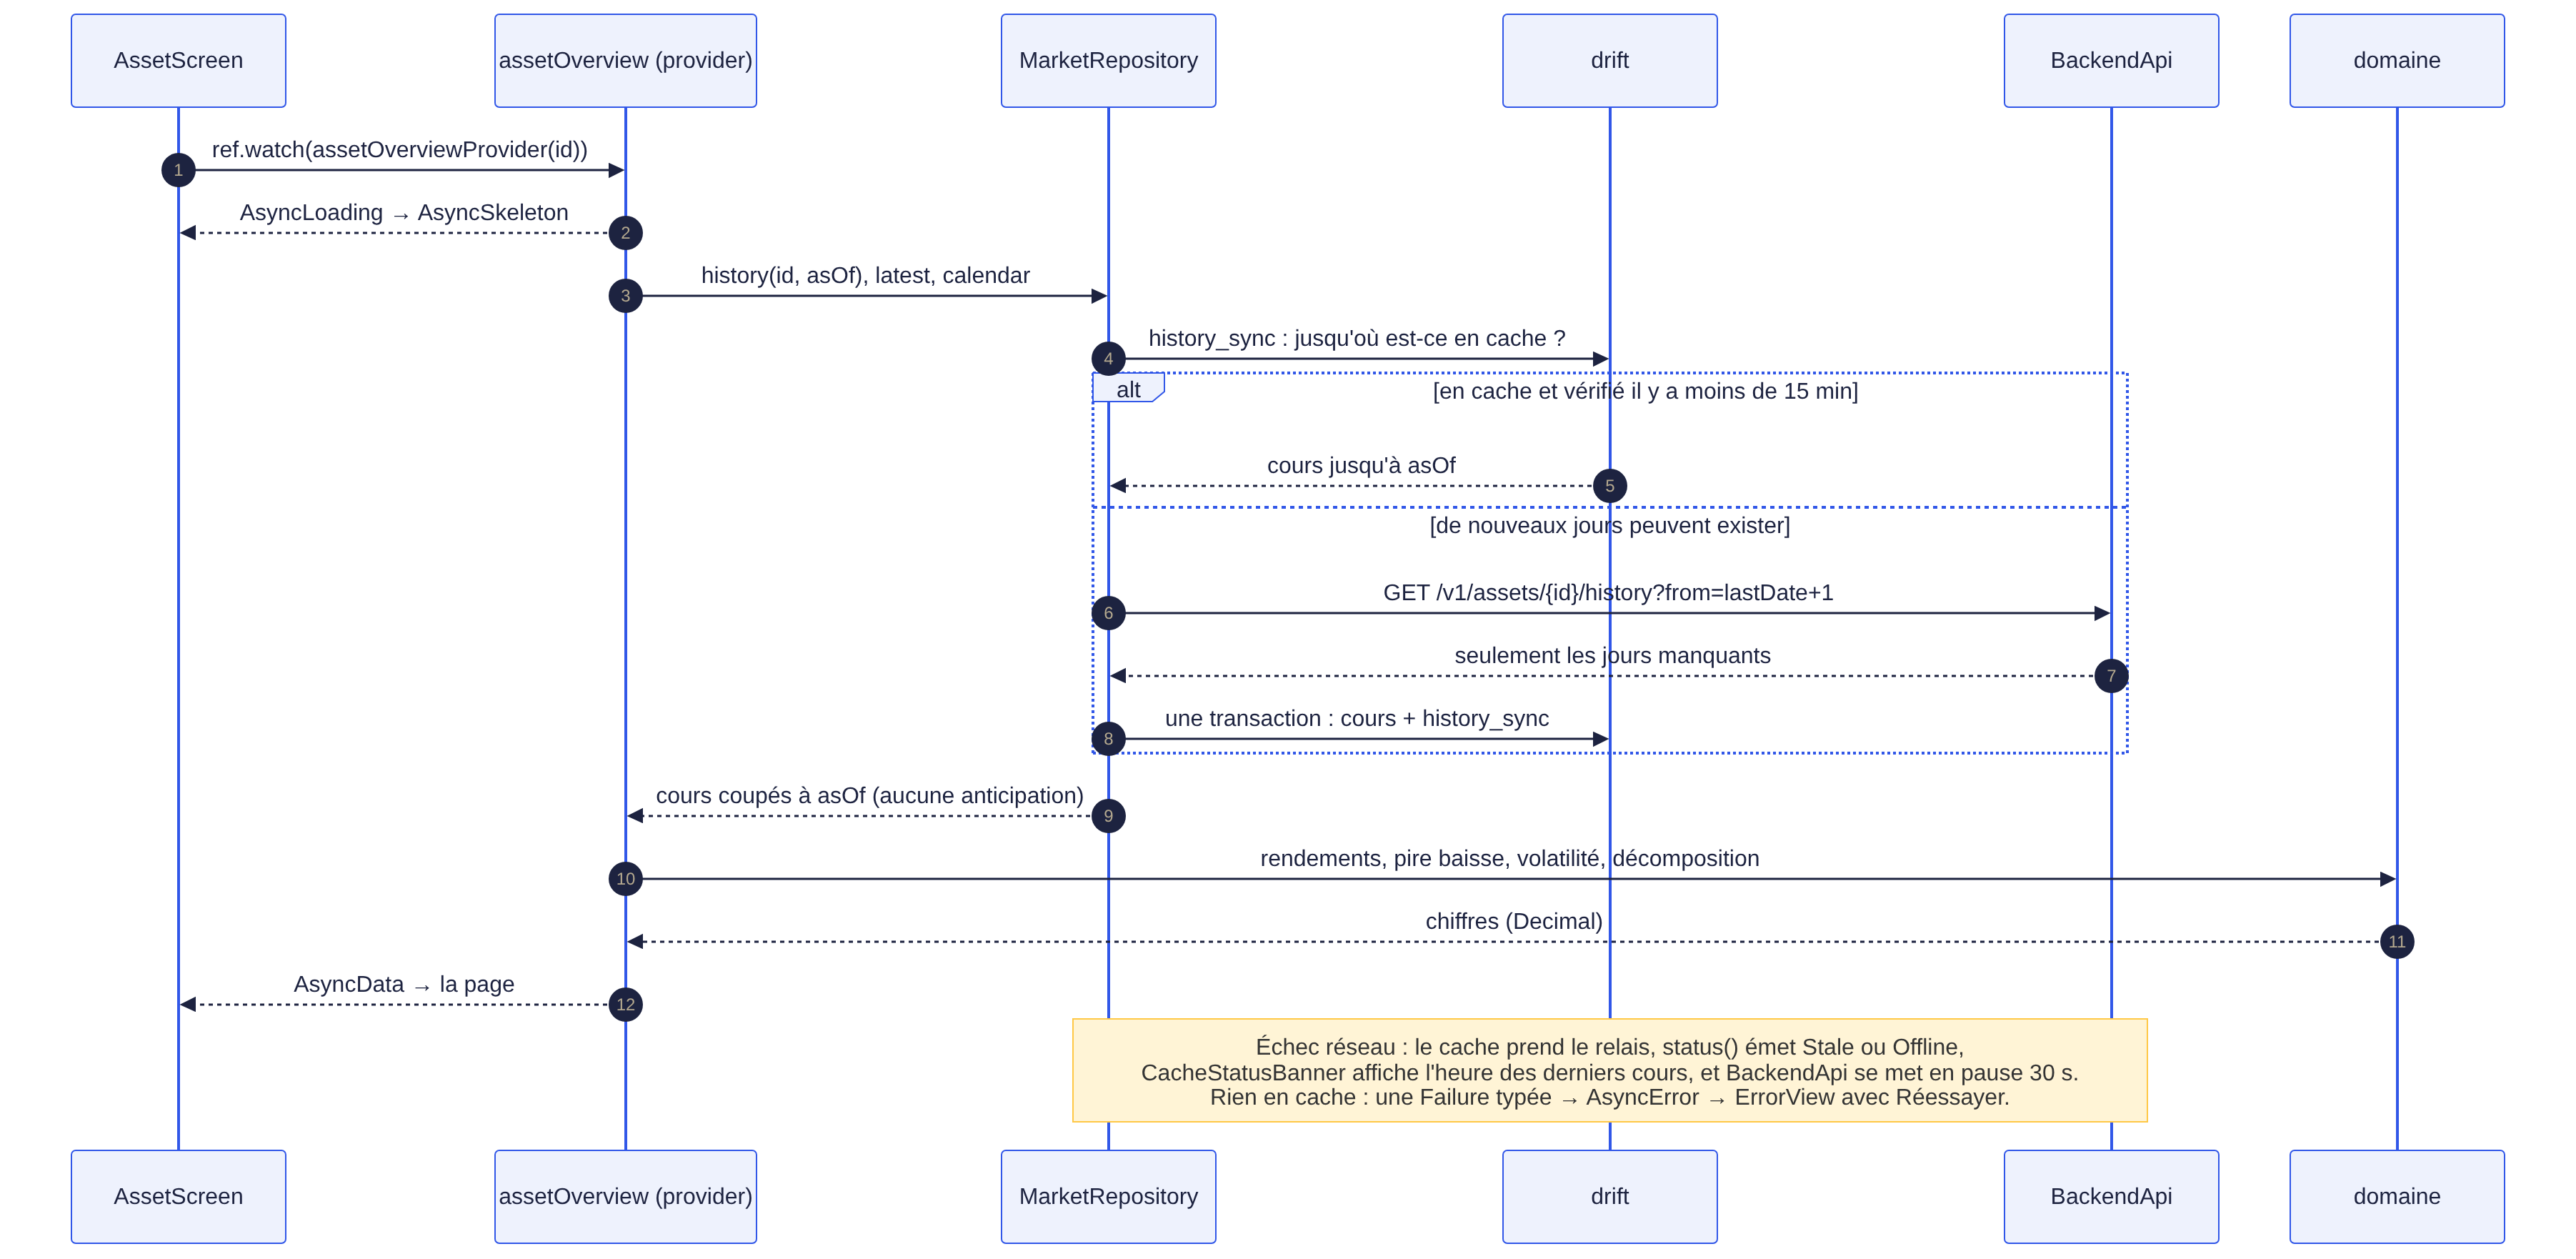 AssetScreen
assetOverview (provider)
MarketRepository
drift
BackendApi
domaine
ref.watch(assetOverviewProvider(id))
1
AsyncLoading → AsyncSkeleton
2
history(id, asOf), latest, calendar
3
history_sync : jusqu'où est-ce en cache ?
4
alt
[en cache et vérifié il y a moins de 15 min]
cours jusqu'à asOf
5
[de nouveaux jours peuvent exister]
GET /v1/assets/{id}/history?from=lastDate+1
6
seulement les jours manquants
7
une transaction : cours + history_sync
8
cours coupés à asOf (aucune anticipation)
9
rendements, pire baisse, volatilité, décomposition
10
chiffres (Decimal)
11
AsyncData → la page
12
Échec réseau : le cache prend le relais, status() émet Stale ou Offline,
CacheStatusBanner affiche l'heure des derniers cours, et BackendApi se met en pause 30 s.
Rien en cache : une Failure typée → AsyncError → ErrorView avec Réessayer.
AssetScreen
assetOverview (provider)
MarketRepository
drift
BackendApi
domaine